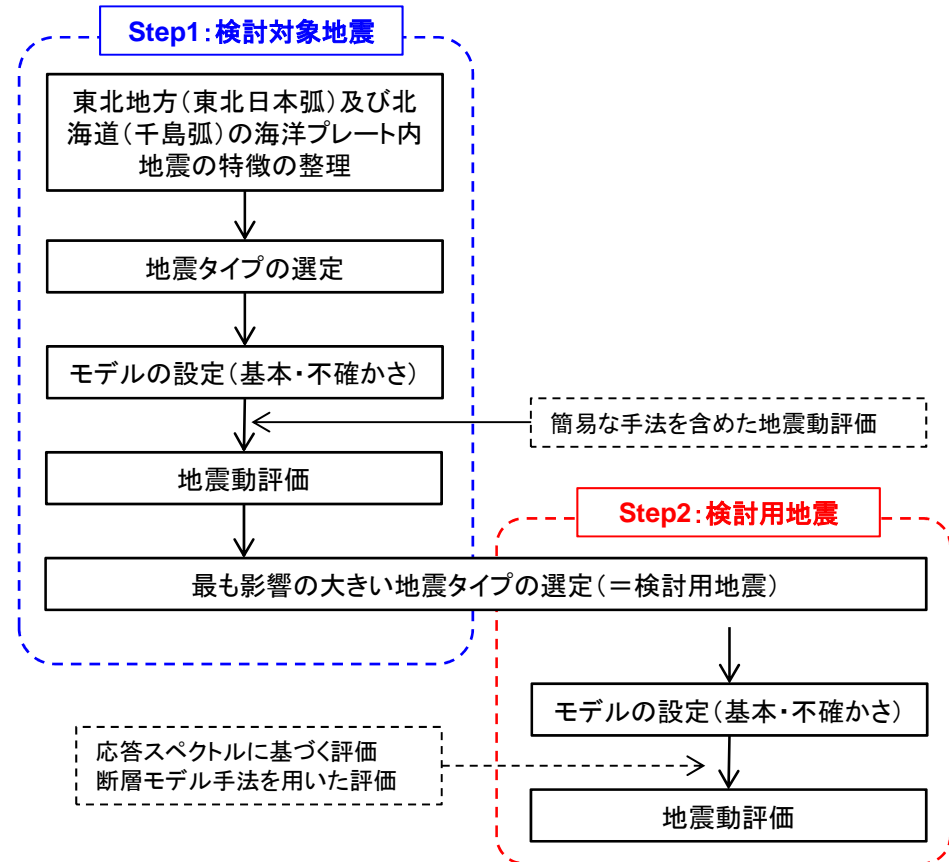 Step1:検討対象地震
東北地方(東北日本弧)及び北
海道(千島弧)の海洋プレート内
地震の特徴の整理
地震タイプの選定
モデルの設定(基本・不確かさ)
簡易な手法を含めた地震動評価
地震動評価
Step2:検討用地震
最も影響の大きい地震タイプの選定(=検討用地震)
モデルの設定(基本・不確かさ)
応答スペクトルに基づく評価
断層モデル手法を用いた評価
地震動評価